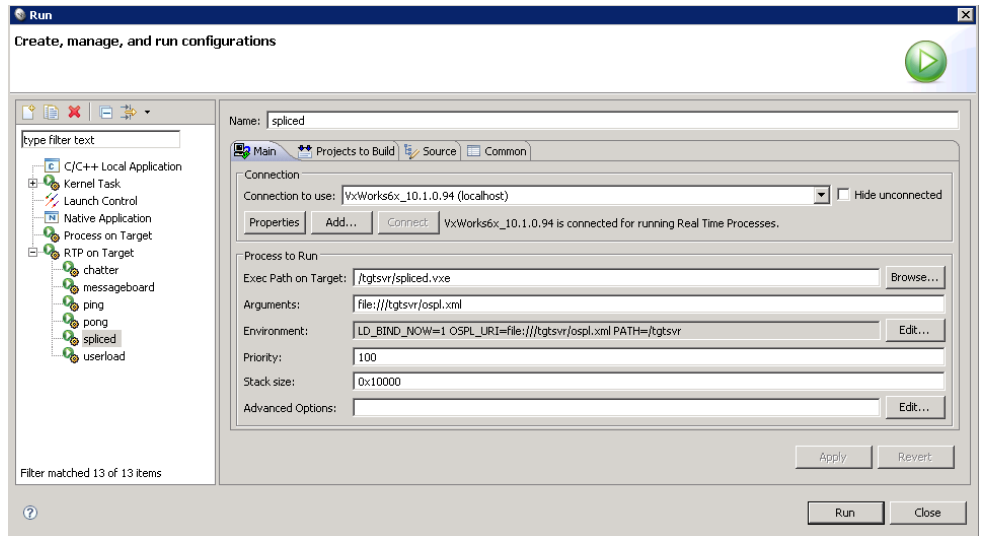 Run
Create, manage, and run configurations
type filter text
C/C++ Local Application
Kernel Task
Launch Control
Native Application
Process on Target
RTP on Target
chatter
messageboard
ping
pong
spliced
userload
Filter matched 13 of 13 items
Name: spliced
Main Projects to Build Source Common
Connection
Connection to use: VxWorks6x_10.1.0.94 (localhost) Hide unconnected
Properties Add... Connect VxWorks6x_10.1.0.94 is connected for running Real Time Processes.
Process to Run
Exec Path on Target: /tgtsvr/spliced.vxe Browse...
Arguments: file:///tgtsvr/ospl.xml
Environment: LD_BIND_NOW=1 OSPL_URI=file:///tgtsvr/ospl.xml PATH=/tgtsvr Edit...
Priority: 100
Stack size: 0x10000
Advanced Options: Edit...
Apply Revert
Run Close